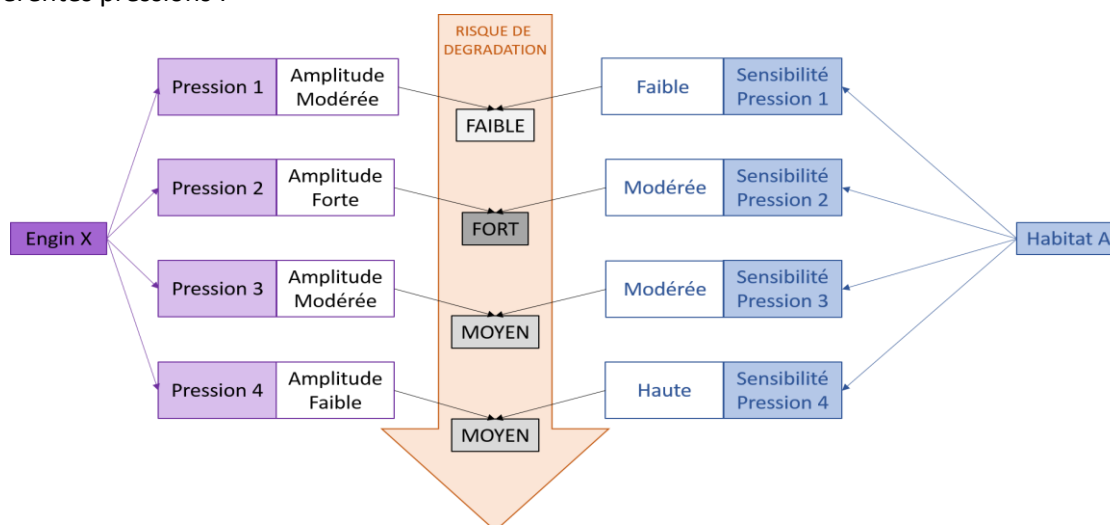 érentes pressions :
RISQUE DE
DEGRADATION
Pression 1
Amplitude
Modérée
FAIBLE
Faible
Sensibilité
Pression 1
Pression 2
Amplitude
Forte
FORT
Modérée
Sensibilité
Pression 2
Engin X
Habitat A
Pression 3
Amplitude
Modérée
MOYEN
Modérée
Sensibilité
Pression 3
Pression 4
Amplitude
Faible
MOYEN
Haute
Sensibilité
Pression 4